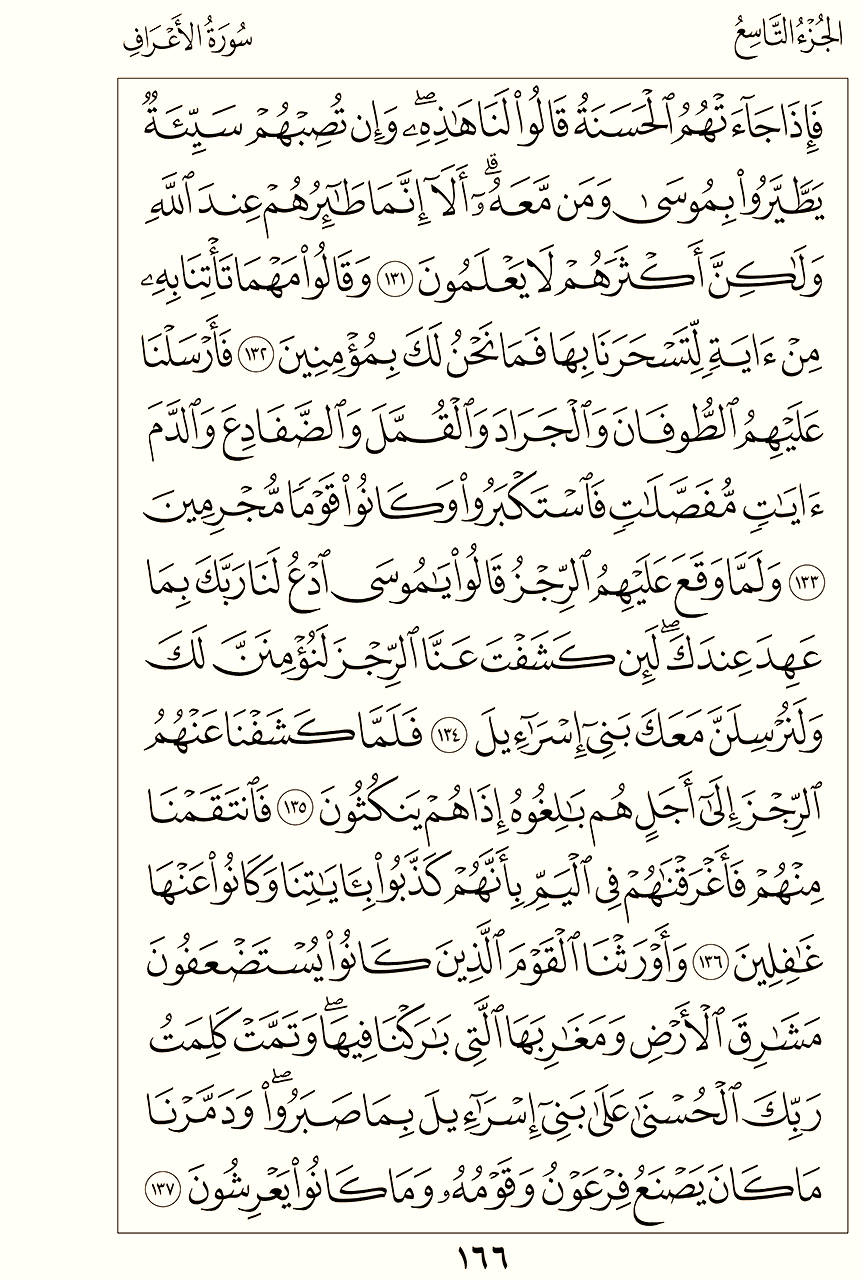 الجُزْءُ التَّاسِعُ
سُورَةُ الأَعْرَافِ
فَإِذَا جَآءَتْهُمُ ٱلْحَسَنَةُ قَالُوا۟ لَنَا هَـٰذِهِۦ ۖ وَإِن تُصِبْهُمْ سَيِّئَةٌ
يَطَّيَّرُوا۟ بِمُوسَىٰ وَمَن مَّعَهُۥٓ ۗ أَلَآ إِنَّمَا طَـٰٓئِرُهُمْ عِندَ ٱللَّهِ
وَلَـٰكِنَّ أَكْثَرَهُمْ لَا يَعْلَمُونَ ١٣١ وَقَالُوا۟ مَهْمَا تَأْتِنَا بِهِۦ
مِنْ ءَايَةٍ لِّتَسْحَرَنَا بِهَا فَمَا نَحْنُ لَكَ بِمُؤْمِنِينَ ١٣٢ فَأَرْسَلْنَا
عَلَيْهِمُ ٱلطُّوفَانَ وَٱلْجَرَادَ وَٱلْقُمَّلَ وَٱلضَّفَادِعَ وَٱلدَّمَ
ءَايَـٰتٍ مُّفَصَّلَـٰتٍ فَٱسْتَكْبَرُوا۟ وَكَانُوا۟ قَوْمًا مُّجْرِمِينَ
١٣٣ وَلَمَّا وَقَعَ عَلَيْهِمُ ٱلرِّجْزُ قَالُوا۟ يَـٰمُوسَى ٱدْعُ لَنَا رَبَّكَ بِمَا
عَهِدَ عِندَكَ ۖ لَئِن كَشَفْتَ عَنَّا ٱلرِّجْزَ لَنُؤْمِنَنَّ لَكَ
وَلَنُرْسِلَنَّ مَعَكَ بَنِىٓ إِسْرَٰٓءِيلَ ١٣٤ فَلَمَّا كَشَفْنَا عَنْهُمُ
ٱلرِّجْزَ إِلَىٰٓ أَجَلٍ هُم بَـٰلِغُوهُ إِذَا هُمْ يَنكُثُونَ ١٣٥ فَٱنتَقَمْنَا
مِنْهُمْ فَأَغْرَقْنَـٰهُمْ فِى ٱلْيَمِّ بِأَنَّهُمْ كَذَّبُوا۟ بِـَٔايَـٰتِنَا وَكَانُوا۟ عَنْهَا
غَـٰفِلِينَ ١٣٦ وَأَوْرَثْنَا ٱلْقَوْمَ ٱلَّذِينَ كَانُوا۟ يُسْتَضْعَفُونَ
مَشَـٰرِقَ ٱلْأَرْضِ وَمَغَـٰرِبَهَا ٱلَّتِى بَـٰرَكْنَا فِيهَا ۖ وَتَمَّتْ كَلِمَتُ
رَبِّكَ ٱلْحُسْنَىٰ عَلَىٰ بَنِىٓ إِسْرَٰٓءِيلَ بِمَا صَبَرُوا۟ ۖ وَدَمَّرْنَا
مَا كَانَ يَصْنَعُ فِرْعَوْنُ وَقَوْمُهُۥ وَمَا كَانُوا۟ يَعْرِشُونَ ١٣٧
١٦٦